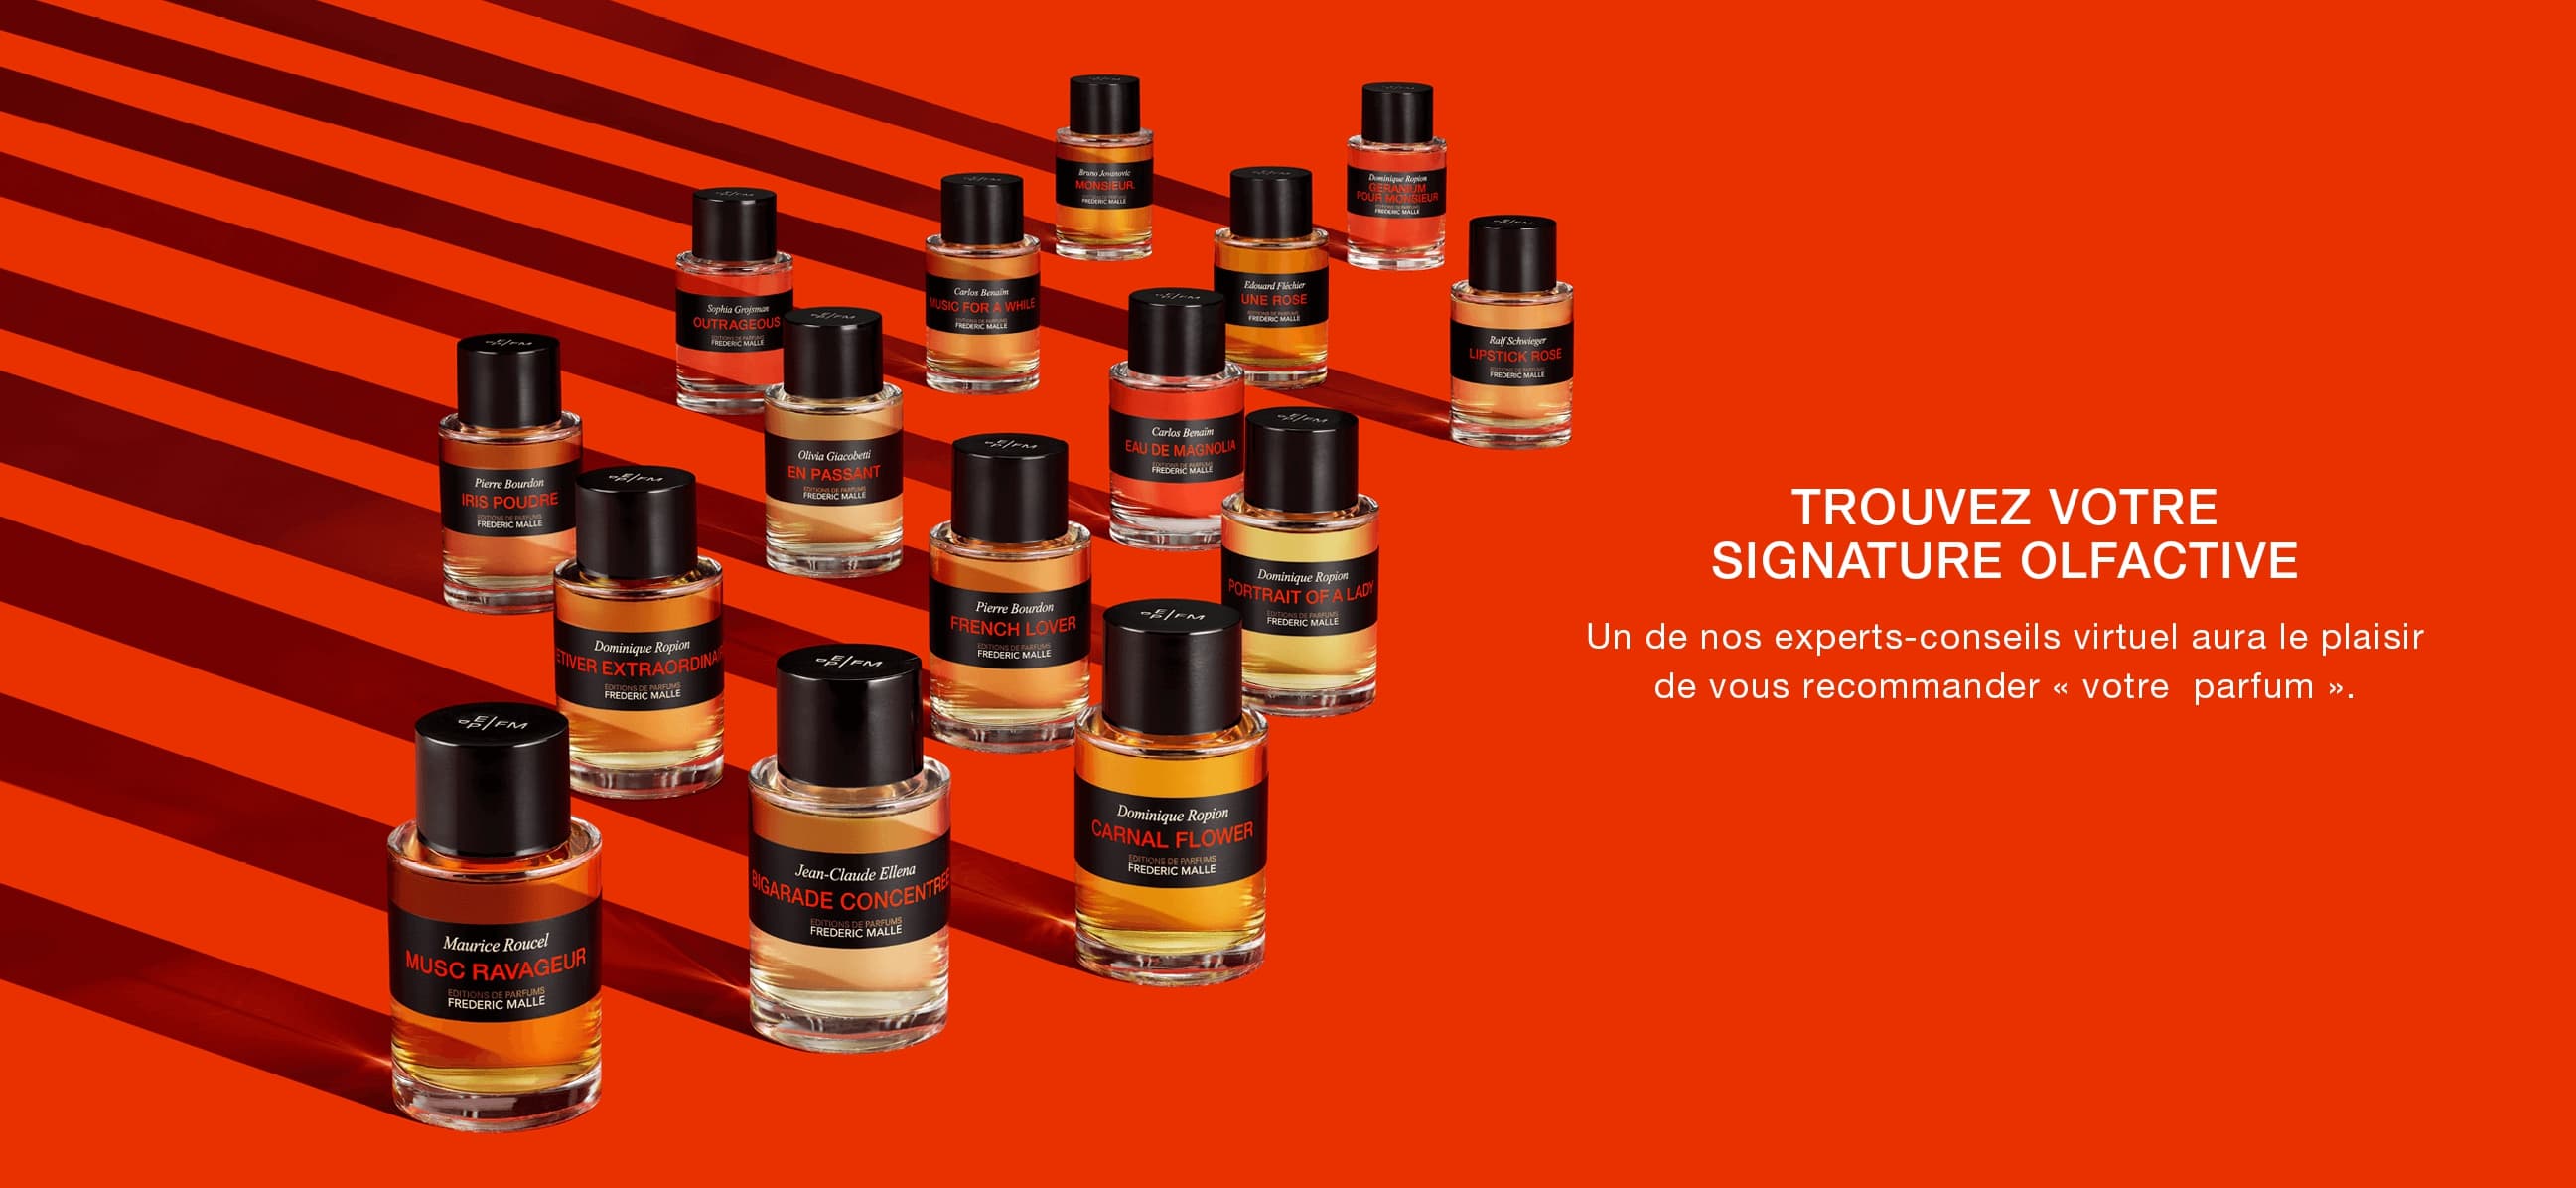 Bruno Jovanovic
MONSIEUR.
EDITIONS DE PARFUMS
FREDERIC MALLE
Dominique Ropion
GERANIUM
POUR MONSIEUR
FREDERIC MALLE
Sophia Grojsman
OUTRAGEOUS
EDITIONS DE PARFUMS
FREDERIC MALLE
Carlos Benaïm
MUSIC FOR A WHILE
EDITIONS DE PARFUMS
FREDERIC MALLE
Edouard Fléchier
UNE ROSE
EDITIONS DE PARFUMS
FREDERIC MALLE
Ralf Schwieger
LIPSTICK ROSE
EDITIONS DE PARFUMS
FREDERIC MALLE
Pierre Bourdon
IRIS POUDRE
EDITIONS DE PARFUMS
FREDERIC MALLE
Olivia Giacobetti
EN PASSANT
EDITIONS DE PARFUMS
FREDERIC MALLE
Carlos Benaïm
EAU DE MAGNOLIA
EDITIONS DE PARFUMS
FREDERIC MALLE
Dominique Ropion
ETIVER EXTRAORDINAI
EDITIONS DE PARFUMS
FREDERIC MALLE
Pierre Bourdon
FRENCH LOVER
EDITIONS DE PARFUMS
FREDERIC MALLE
Dominique Ropion
PORTRAIT OF A LADY
EDITIONS DE PARFUMS
FREDERIC MALLE
Maurice Roucel
MUSC RAVAGEUR
EDITIONS DE PARFUMS
FREDERIC MALLE
Jean-Claude Ellena
BIGARADE CONCENTREE
EDITIONS DE PARFUMS
FREDERIC MALLE
Dominique Ropion
CARNAL FLOWER
EDITIONS DE PARFUMS
FREDERIC MALLE
TROUVEZ VOTRE
SIGNATURE OLFACTIVE
Un de nos experts-conseils virtuel aura le plaisir
de vous recommander « votre  parfum ».